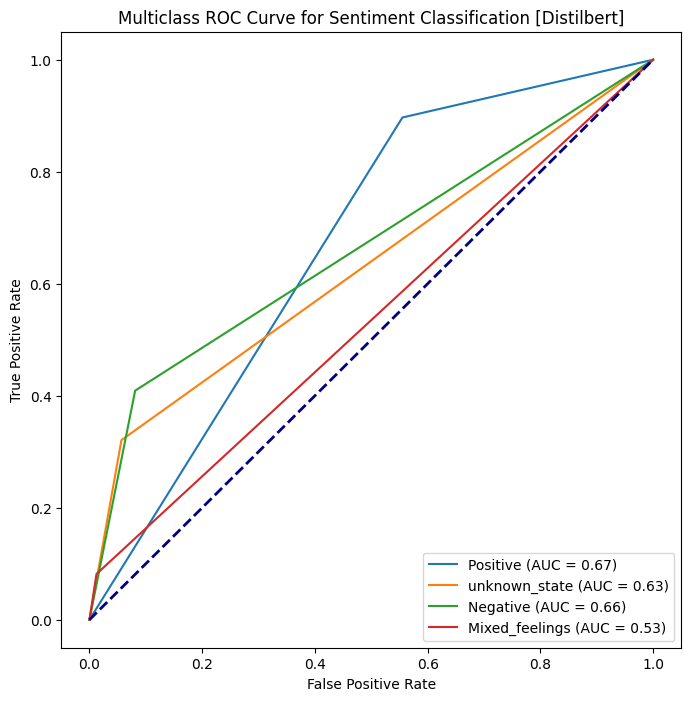 Multiclass ROC Curve for Sentiment Classification [Distilbert]
True Positive Rate
1.0
0.8
0.6
0.4
0.2
0.0
Positive (AUC = 0.67)
unknown_state (AUC = 0.63)
Negative (AUC = 0.66)
Mixed_feelings (AUC = 0.53)
0.0 0.2 0.4 0.6 0.8 1.0
False Positive Rate